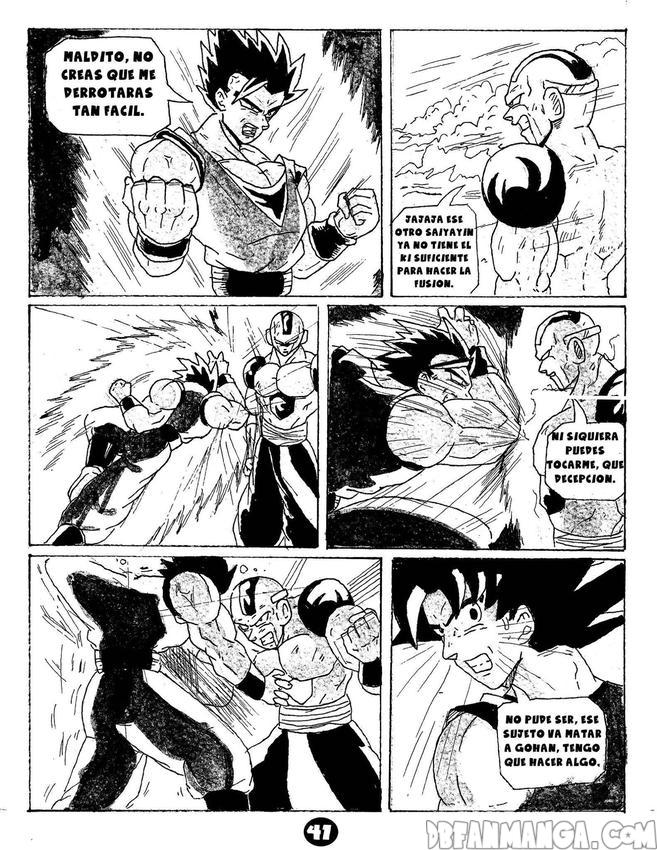 MALDITO, NO
CREAS QUE ME
DERROTARAS
TAN FACIL.
JAJAJA ESE
OTRO SAIYAYIN
YA NO TIENE EL
KI SUFICIENTE
PARA HACER LA
FUSION.
NI SIQUIERA
PUEDES
TOCARME, QUE
DECEPCION.
NO PUDE SER, ESE
SUJETO VA MATAR
A GOHAN, TENGO
QUE HACER ALGO.
41
DBFANMANGA.COM